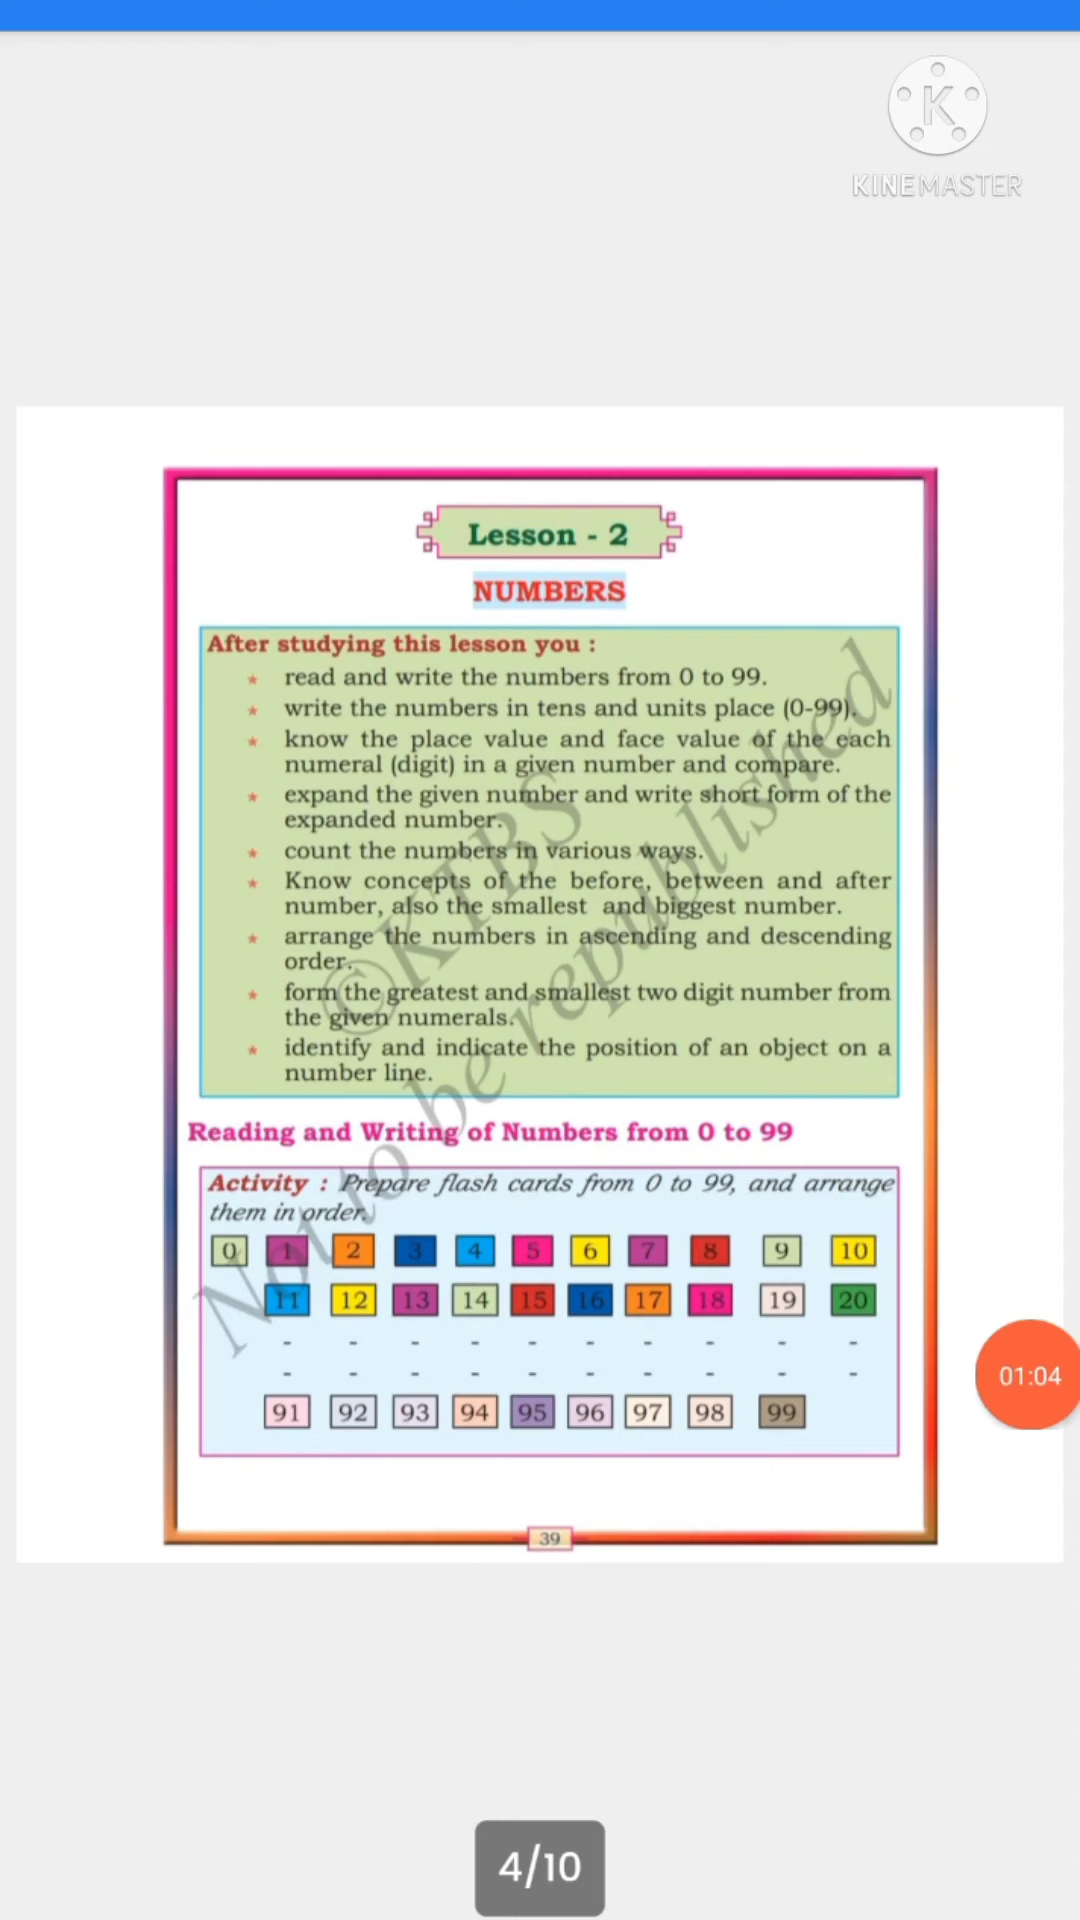 K
KINEMASTER
Lesson - 2
NUMBERS
After studying this lesson you :
★ read and write the numbers from 0 to 99.
★ write the numbers in tens and units place (0-99).
★ know the place value and face value of the each
numeral (digit) in a given number and compare.
★ expand the given number and write short form of the
expanded number.
★ count the numbers in various ways.
★ Know concepts of the before, between and after
number, also the smallest and biggest number.
★ arrange the numbers in ascending and descending
order.
★ form the greatest and smallest two digit number from
the given numerals.
★ identify and indicate the position of an object on a
number line.
©KTBS
Not to be republished
Reading and Writing of Numbers from 0 to 99
Activity : Prepare flash cards from 0 to 99, and arrange
them in order.
0 1 2 3 4 5 6 7 8 9 10
11 12 13 14 15 16 17 18 19 20
- - - - - - - - - -
- - - - - - - - - -
91 92 93 94 95 96 97 98 99
01:04
39
4/10